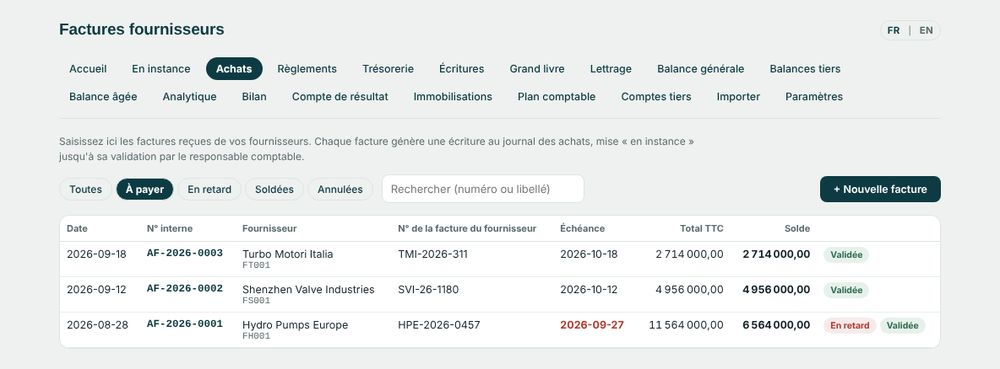 Factures fournisseurs
FR | EN
Accueil En instance Achats Règlements Trésorerie Écritures Grand livre Lettrage Balance générale Balances tiers
Balance âgée Analytique Bilan Compte de résultat Immobilisations Plan comptable Comptes tiers Importer Paramètres
Saisissez ici les factures reçues de vos fournisseurs. Chaque facture génère une écriture au journal des achats, mise « en instance »
jusqu'à sa validation par le responsable comptable.
Toutes À payer En retard Soldées Annulées Rechercher (numéro ou libellé) + Nouvelle facture
Date N° interne Fournisseur N° de la facture du fournisseur Échéance Total TTC Solde
2026-09-18 AF-2026-0003 Turbo Motori Italia TMI-2026-311 2026-10-18 2 714 000,00 2 714 000,00 Validée
FT001
2026-09-12 AF-2026-0002 Shenzhen Valve Industries SVI-26-1180 2026-10-12 4 956 000,00 4 956 000,00 Validée
FS001
2026-08-28 AF-2026-0001 Hydro Pumps Europe HPE-2026-0457 2026-09-27 11 564 000,00 6 564 000,00 En retard Validée
FH001